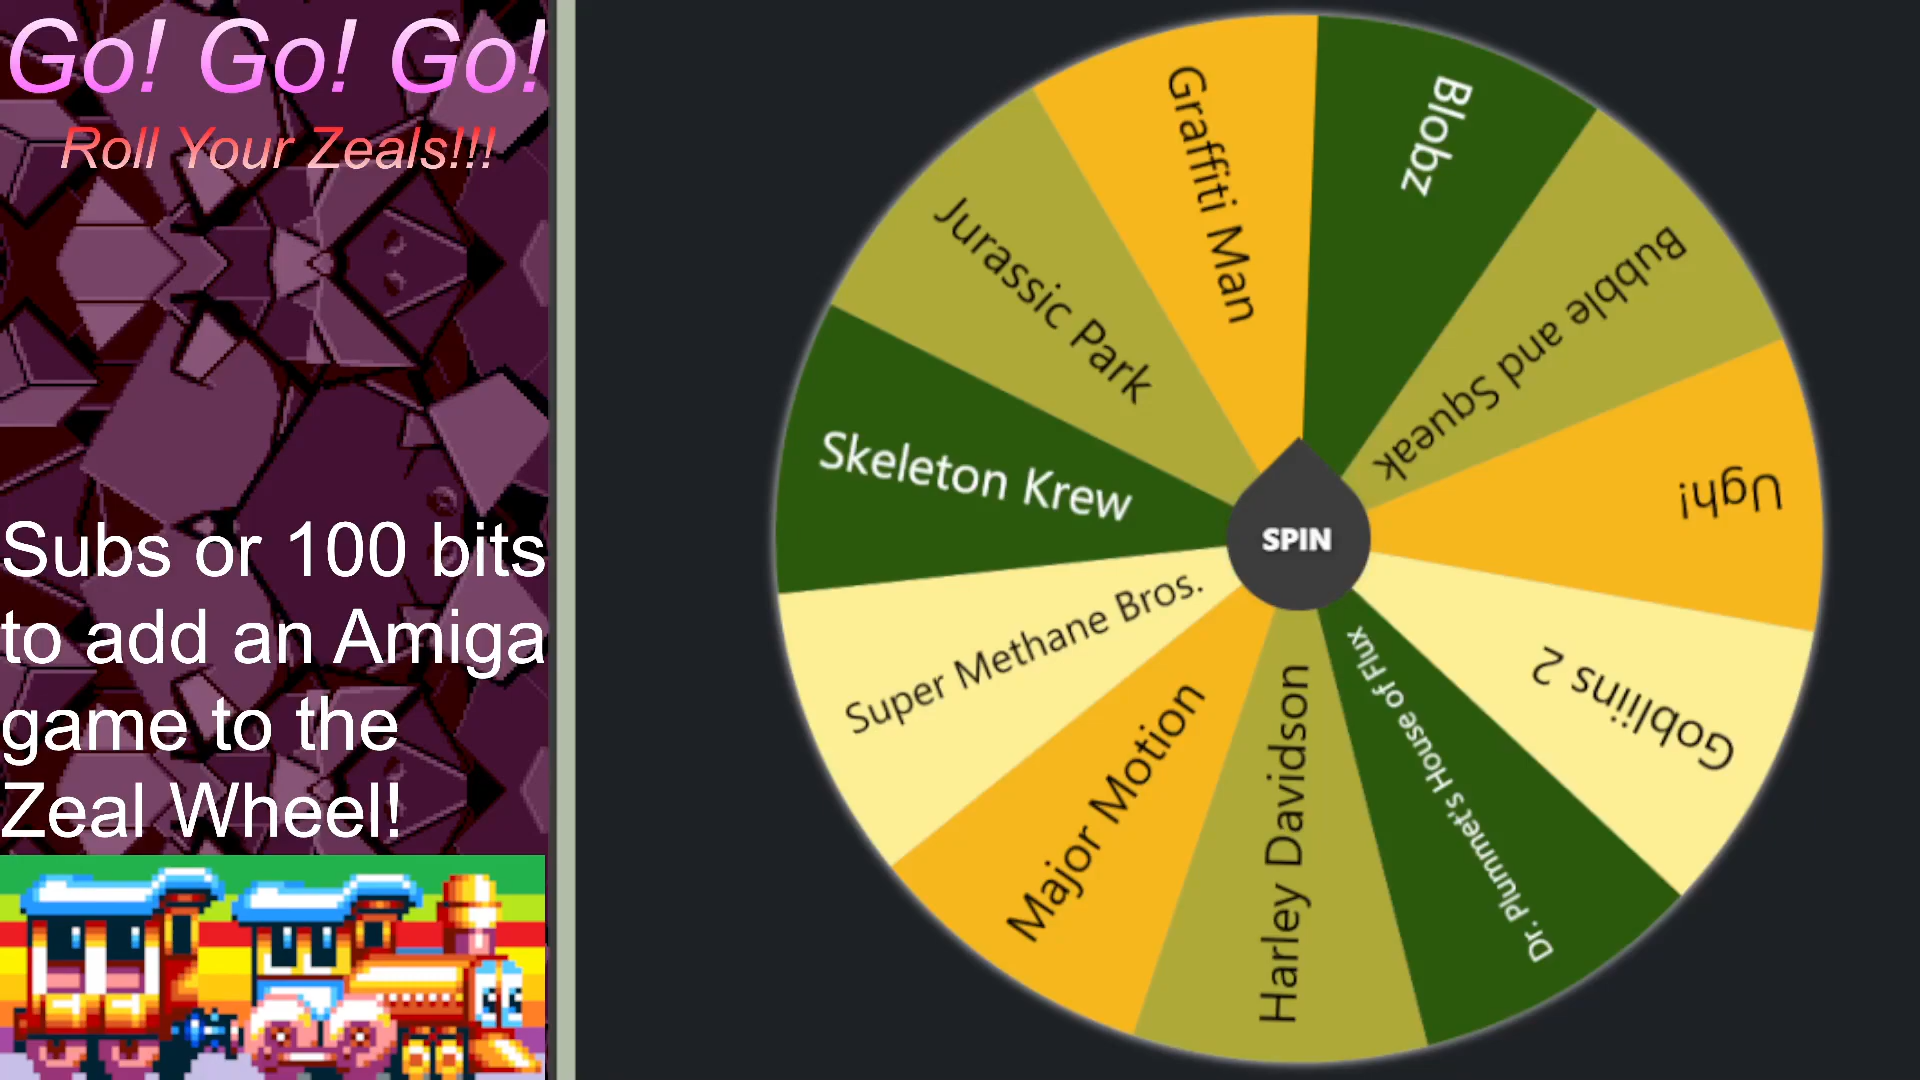 Go! Go! Go!
Roll Your Zeals!!!
Subs or 100 bits
to add an Amiga
game to the
Zeal Wheel!
Graffiti Man
Blobz
Bubble and Squeak
Ugh!
Gobliins 2
Dr. Plummet's House of Flux
Harley Davidson
Major Motion
Super Methane Bros.
Skeleton Krew
Jurassic Park
SPIN